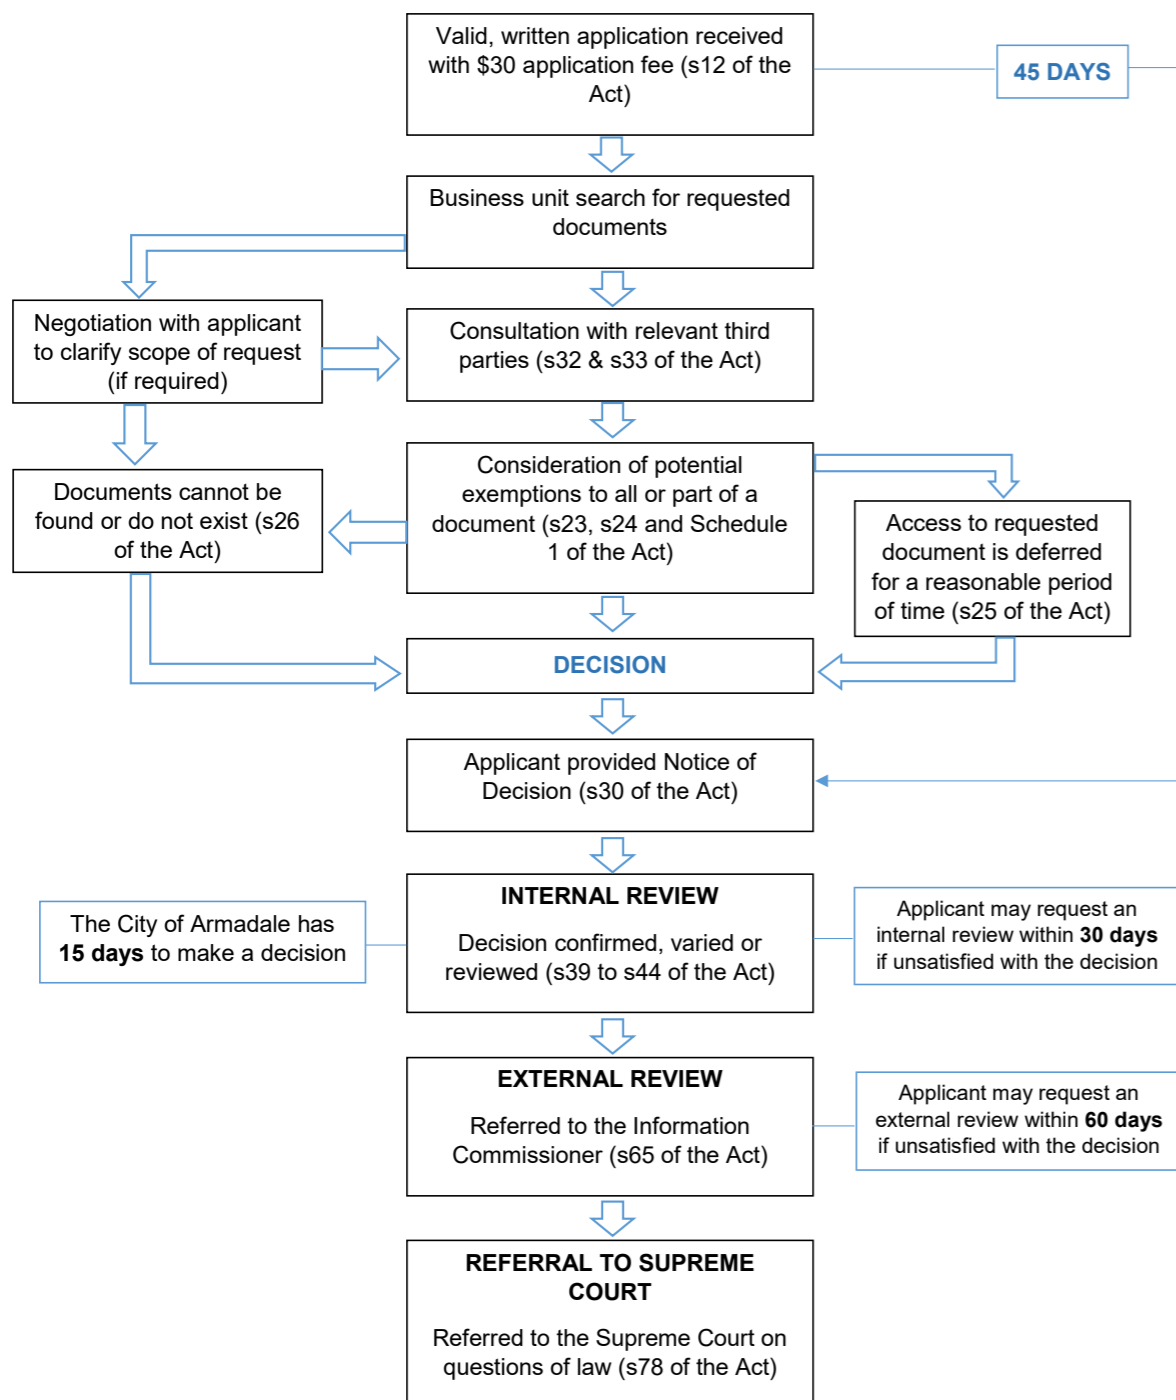 Valid, written application received
with $30 application fee (s12 of the
Act)
45 DAYS
Business unit search for requested
documents
Negotiation with applicant
to clarify scope of request
(if required)
Consultation with relevant third
parties (s32 & s33 of the Act)
Documents cannot be
found or do not exist (s26
of the Act)
Consideration of potential
exemptions to all or part of a
document (s23, s24 and Schedule
1 of the Act)
Access to requested
document is deferred
for a reasonable period
of time (s25 of the Act)
DECISION
Applicant provided Notice of
Decision (s30 of the Act)
The City of Armadale has
15 days to make a decision
INTERNAL REVIEW
Decision confirmed, varied or
reviewed (s39 to s44 of the Act)
Applicant may request an
internal review within 30 days
if unsatisfied with the decision
EXTERNAL REVIEW
Referred to the Information
Commissioner (s65 of the Act)
Applicant may request an
external review within 60 days
if unsatisfied with the decision
REFERRAL TO SUPREME
COURT
Referred to the Supreme Court on
questions of law (s78 of the Act)